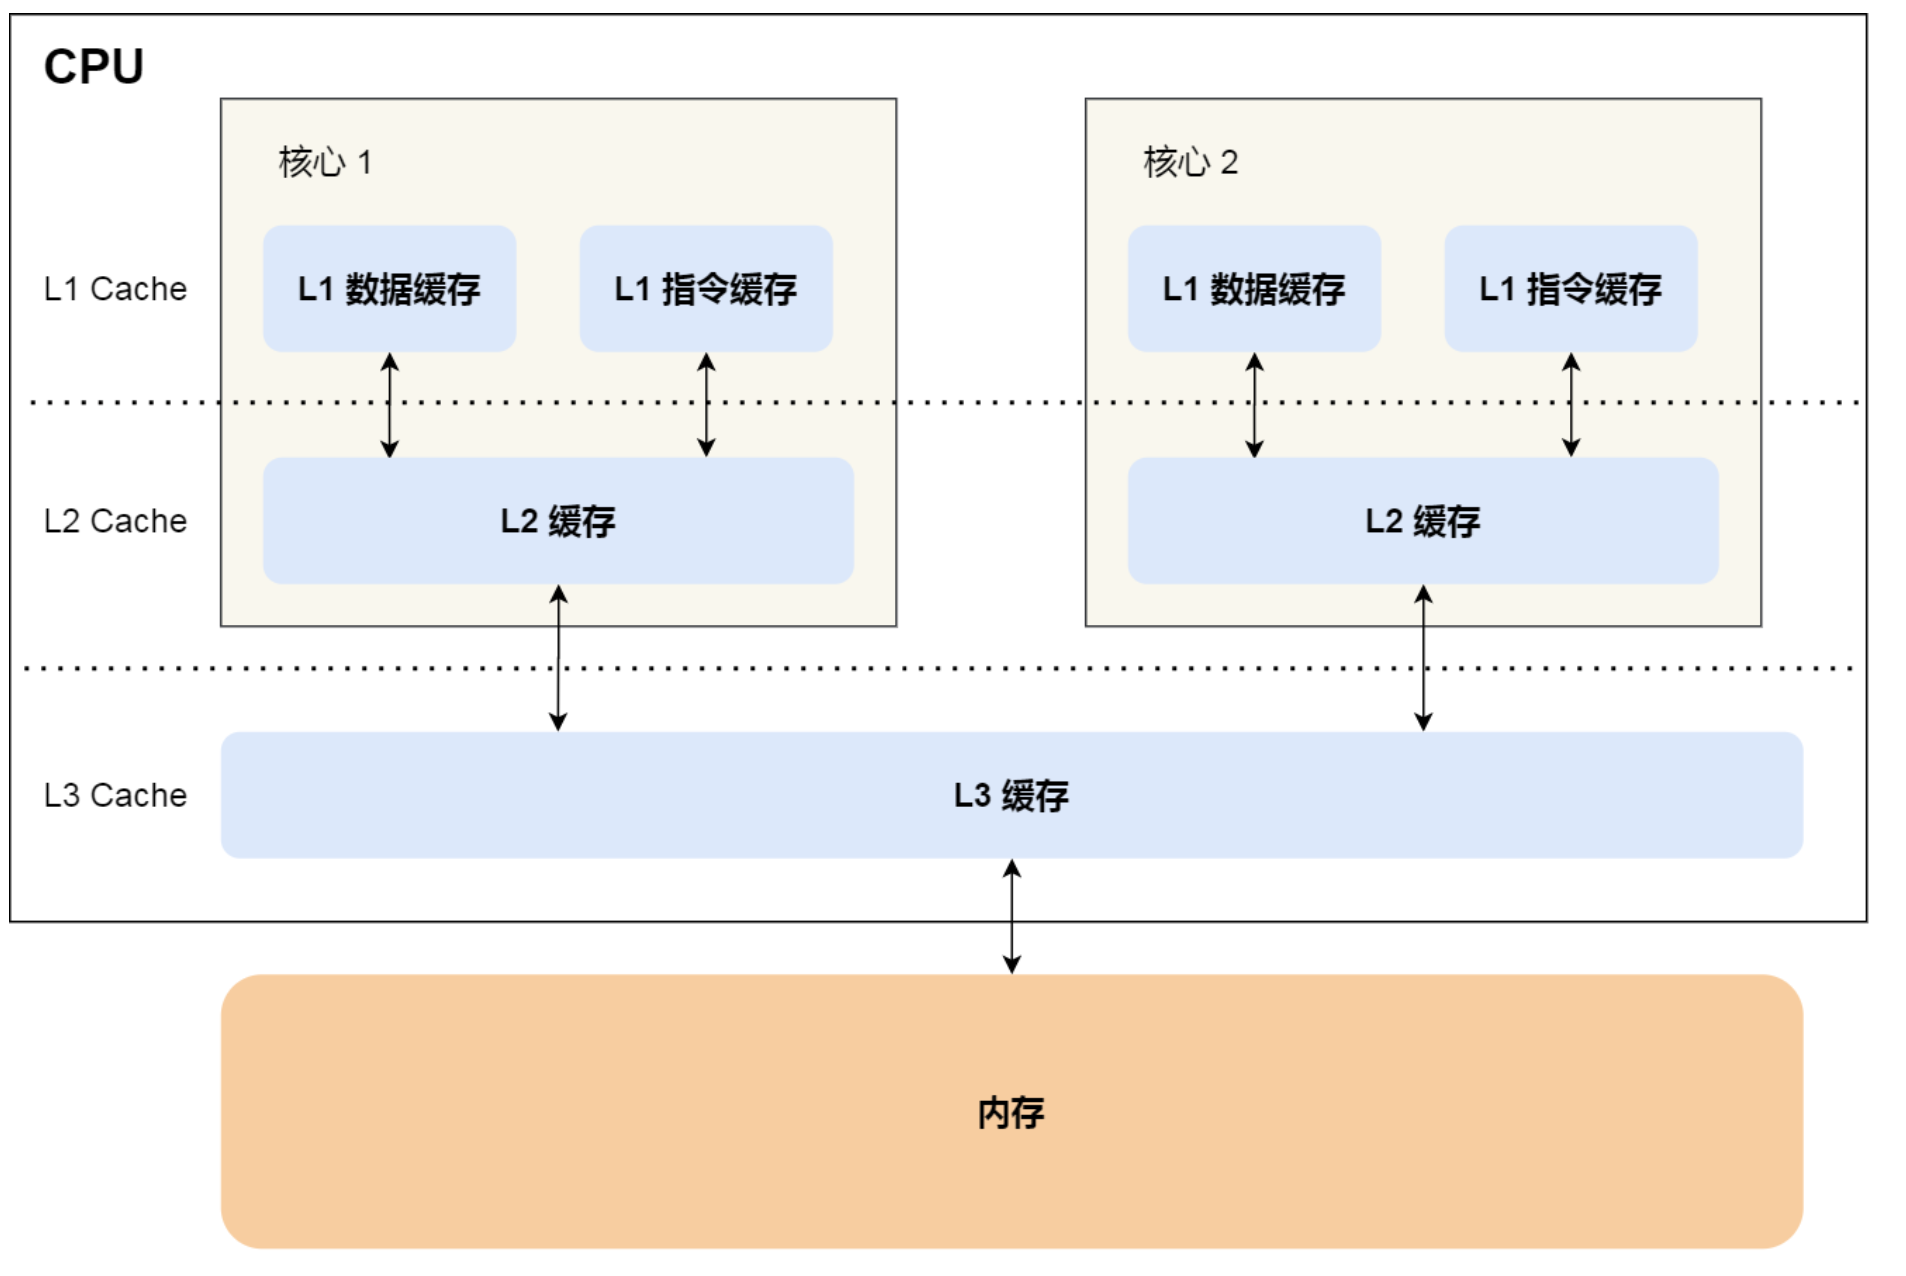 CPU
核心 1
核心 2
L1 Cache
L1 数据缓存
L1 指令缓存
L1 数据缓存
L1 指令缓存
L2 Cache
L2 缓存
L2 缓存
L3 Cache
L3 缓存
内存